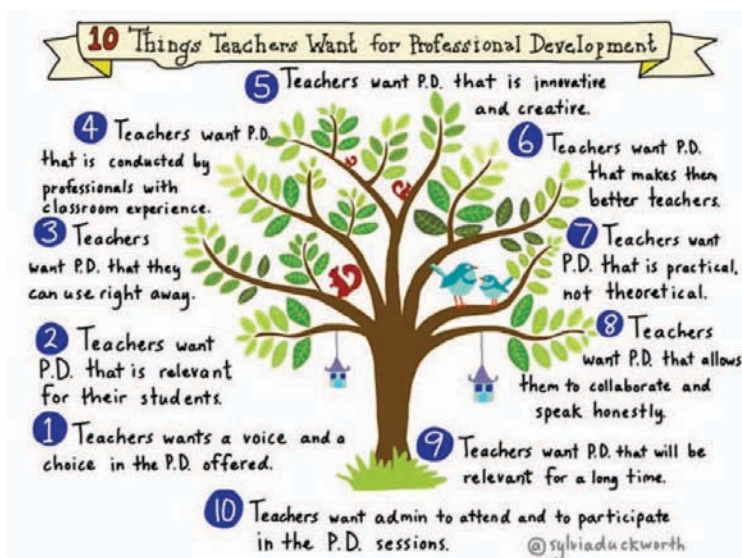 10 Things Teachers Want for Professional Development
1 Teachers wants a voice and a
choice in the P.D. offered.
2 Teachers want
P.D. that is relevant
for their students.
3 Teachers
want P.D. that they
can use right away.
4 Teachers want P.D.
that is conducted by
professionals with
classroom experience.
5 Teachers want P.D. that is innovative
and creative.
6 Teachers want P.D.
that makes them
better teachers.
7 Teachers want
P.D. that is practical,
not theoretical.
8 Teachers
want P.D. that allows
them to collaborate and
speak honestly.
9 Teachers want P.D. that will be
relevant for a long time.
10 Teachers want admin to attend and to participate
in the P.D. sessions.
@sylviaduckworth